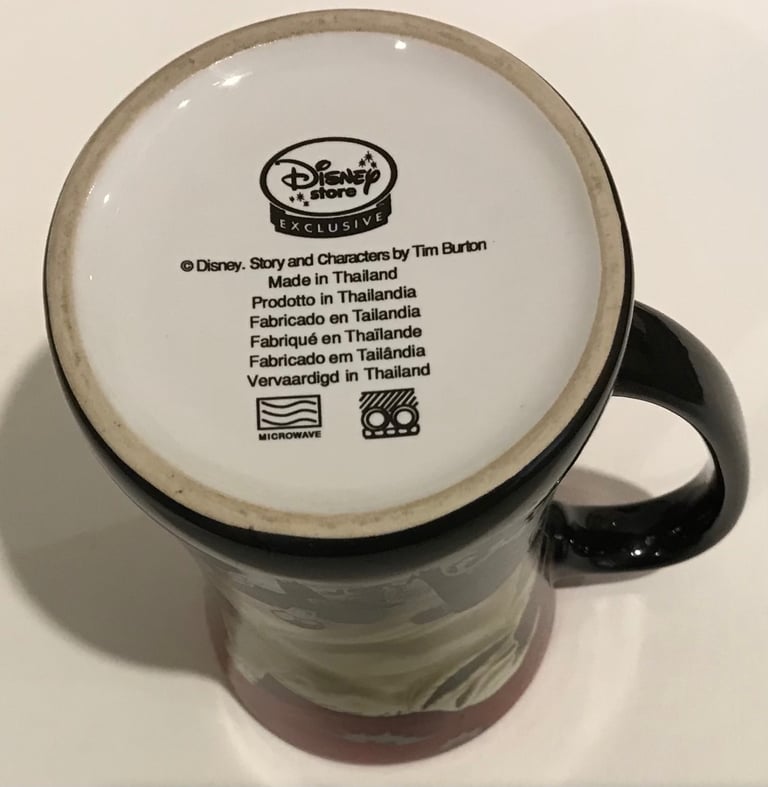 Disney
store
EXCLUSIVE
© Disney. Story and Characters by Tim Burton
Made in Thailand
Prodotto in Thailandia
Fabricado en Tailandia
Fabriqué en Thaïlande
Fabricado em Tailândia
Vervaardigd in Thailand
MICROWAVE